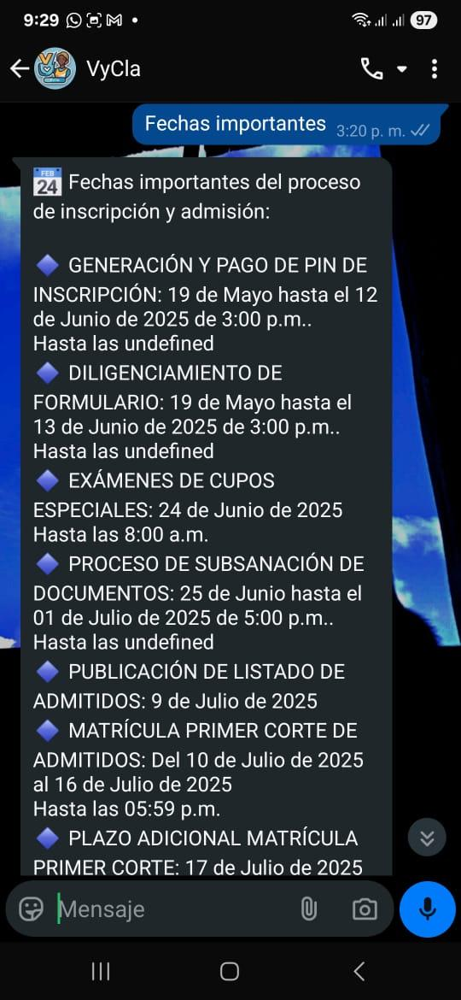 9:29
97
VyCla
Fechas importantes
3:20 p. m.
FEB
24
Fechas importantes del proceso
de inscripción y admisión:
GENERACIÓN Y PAGO DE PIN DE
INSCRIPCIÓN: 19 de Mayo hasta el 12
de Junio de 2025 de 3:00 p.m..
Hasta las undefined
DILIGENCIAMIENTO DE
FORMULARIO: 19 de Mayo hasta el
13 de Junio de 2025 de 3:00 p.m..
Hasta las undefined
EXÁMENES DE CUPOS
ESPECIALES: 24 de Junio de 2025
Hasta las 8:00 a.m.
PROCESO DE SUBSANACIÓN DE
DOCUMENTOS: 25 de Junio hasta el
01 de Julio de 2025 de 5:00 p.m..
Hasta las undefined
PUBLICACIÓN DE LISTADO DE
ADMITIDOS: 9 de Julio de 2025
MATRÍCULA PRIMER CORTE DE
ADMITIDOS: Del 10 de Julio de 2025
al 16 de Julio de 2025
Hasta las 05:59 p.m.
PLAZO ADICIONAL MATRÍCULA
PRIMER CORTE: 17 de Julio de 2025
Mensaje